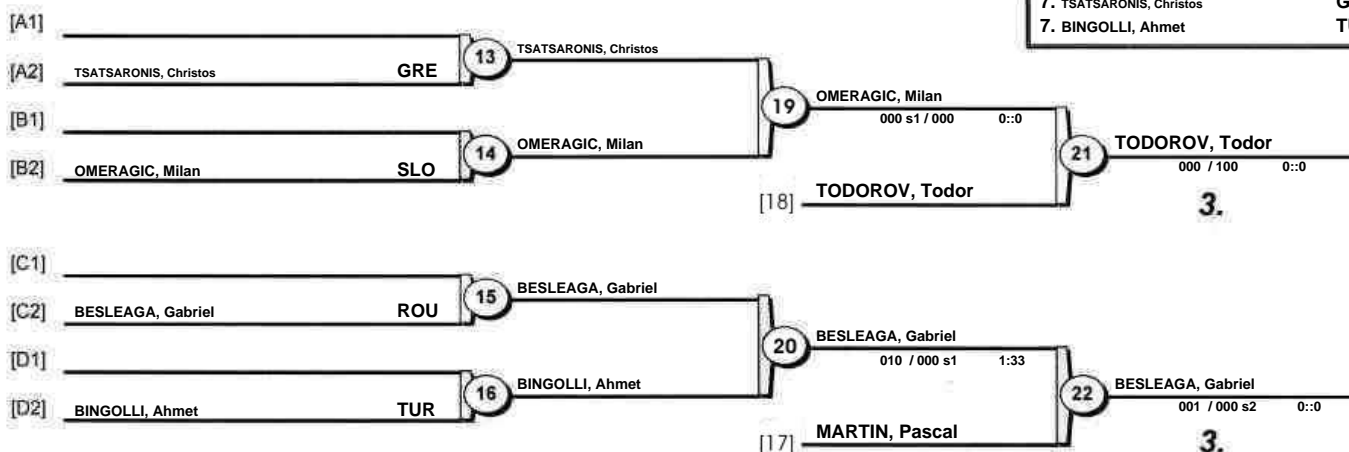 7. TSATSARONIS, Christos G
7. BINGOLLI, Ahmet
[A1]
[A2] TSATSARONIS, Christos GRE
13 TSATSARONIS, Christos
[B1]
[B2] OMERAGIC, Milan SLO
14 OMERAGIC, Milan
19 OMERAGIC, Milan
000 s1 / 000 0::0
[18] TODOROV, Todor
21 TODOROV, Todor
000 / 100 0::0
3.
[C1]
[C2] BESLEAGA, Gabriel ROU
15 BESLEAGA, Gabriel
[D1]
[D2] BINGOLLI, Ahmet TUR
16 BINGOLLI, Ahmet
20 BESLEAGA, Gabriel
010 / 000 s1 1:33
[17] MARTIN, Pascal
22 BESLEAGA, Gabriel
001 / 000 s2 0::0
3.